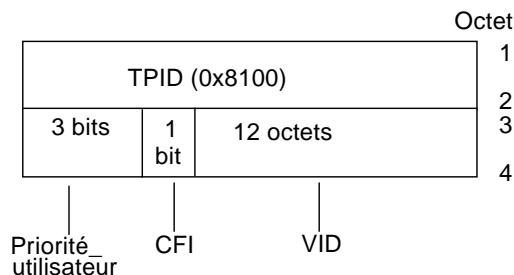 Octet
1
TPID (0x8100)
2
3 bits 1 bit 12 octets 3
4
Priorité_ utilisateur CFI VID